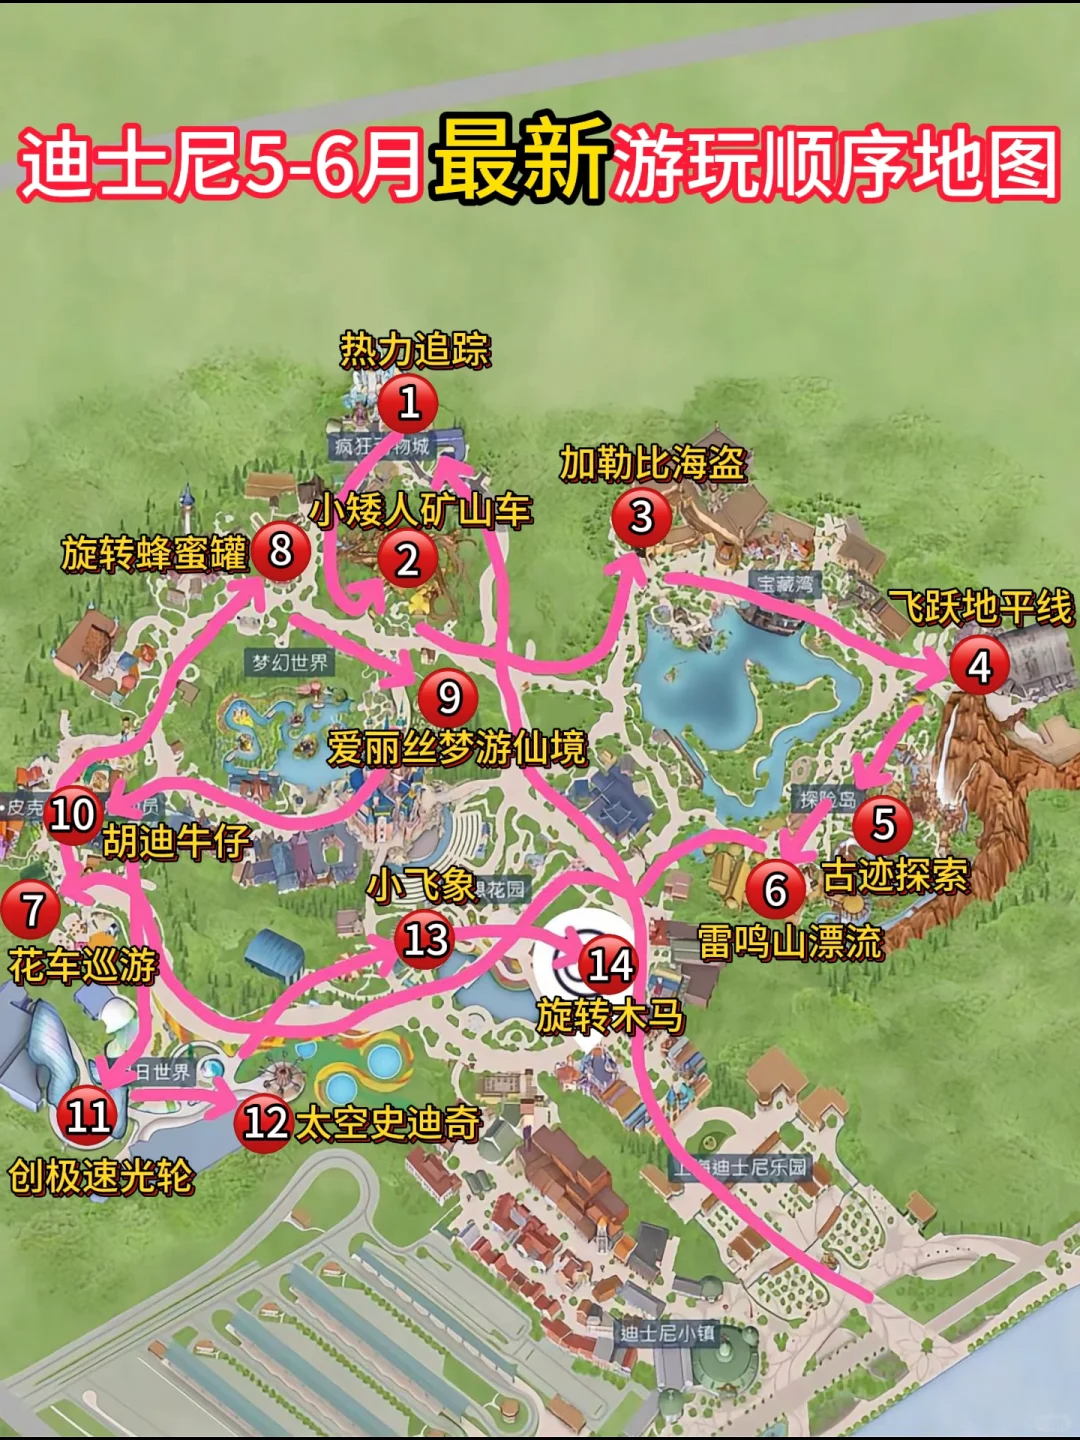 迪士尼5-6月最新游玩顺序地图
热力追踪
1
疯狂
物城
加勒比海盗
3
小矮人矿山车
2
旋转蜂蜜罐
8
宝藏湾
飞跃地平线
4
梦幻世界
9
爱丽丝梦游仙境
•皮克
员
10
胡迪牛仔
探险岛
5
古迹探索
6
雷鸣山漂流
7
花车巡游
小飞象
花园
13
14
旋转木马
日世界
11
创极速光轮
12
太空史迪奇
上海迪士尼乐园
迪士尼小镇